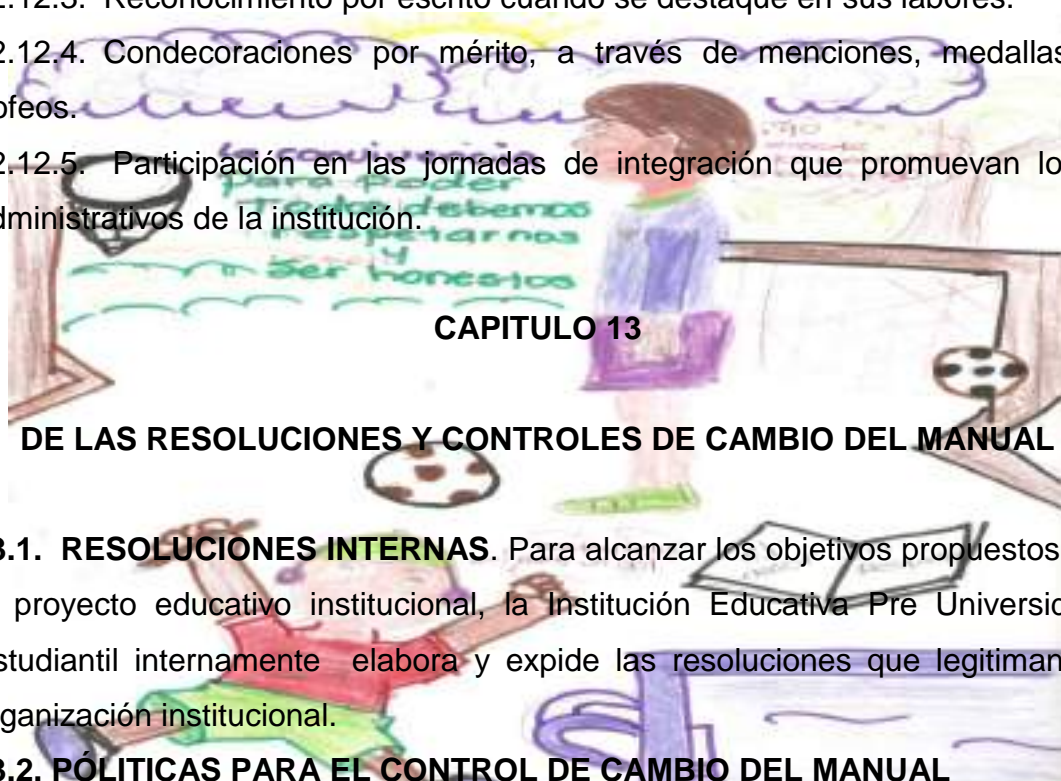 2.12.3. Reconocimiento por escrito cuando se destaque en sus labores.
2.12.4. Condecoraciones por mérito, a través de menciones, medallas
ofeos.
2.12.5. Participación en las jornadas de integración que promuevan lo
dministrativos de la institución.
para poder
debemos
respetarnos
y
ser honestos
CAPITULO 13
DE LAS RESOLUCIONES Y CONTROLES DE CAMBIO DEL MANUAL
3.1. RESOLUCIONES INTERNAS. Para alcanzar los objetivos propuestos
proyecto educativo institucional, la Institución Educativa Pre Universid
studiantil internamente elabora y expide las resoluciones que legitiman
ganización institucional.
3.2. PÓLITICAS PARA EL CONTROL DE CAMBIO DEL MANUAL